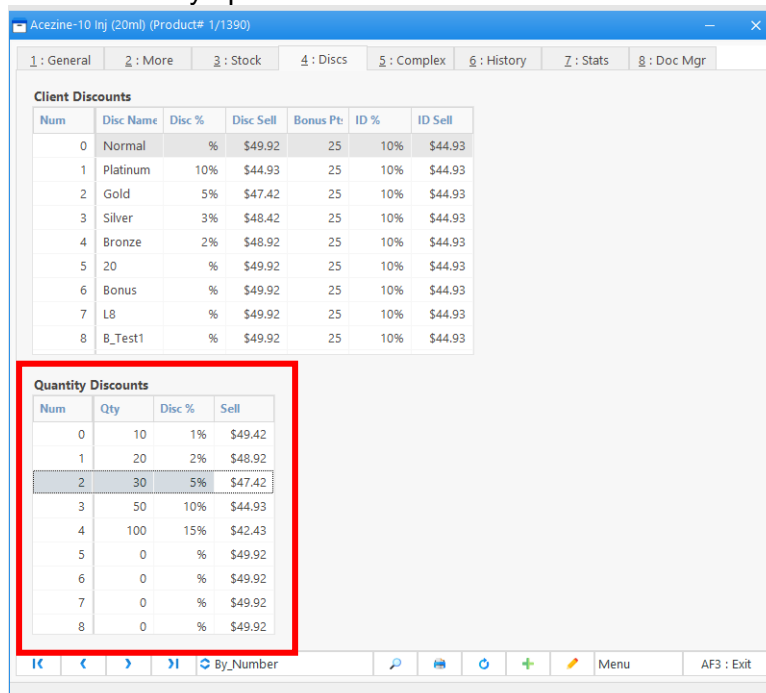 Acezine-10 Inj (20ml) (Product# 1/1390)
1 : General 2 : More 3 : Stock 4 : Discs 5 : Complex 6 : History 7 : Stats 8 : Doc Mgr
Client Discounts
Num Disc Name Disc % Disc Sell Bonus Pts ID % ID Sell
0 Normal % $49.92 25 10% $44.93
1 Platinum 10% $44.93 25 10% $44.93
2 Gold 5% $47.42 25 10% $44.93
3 Silver 3% $48.42 25 10% $44.93
4 Bronze 2% $48.92 25 10% $44.93
5 20 % $49.92 25 10% $44.93
6 Bonus % $49.92 25 10% $44.93
7 L8 % $49.92 25 10% $44.93
8 B_Test1 % $49.92 25 10% $44.93
Quantity Discounts
Num Qty Disc % Sell
0 10 1% $49.42
1 20 2% $48.92
2 30 5% $47.42
3 50 10% $44.93
4 100 15% $42.43
5 0 % $49.92
6 0 % $49.92
7 0 % $49.92
8 0 % $49.92
By_Number Menu AF3 : Exit